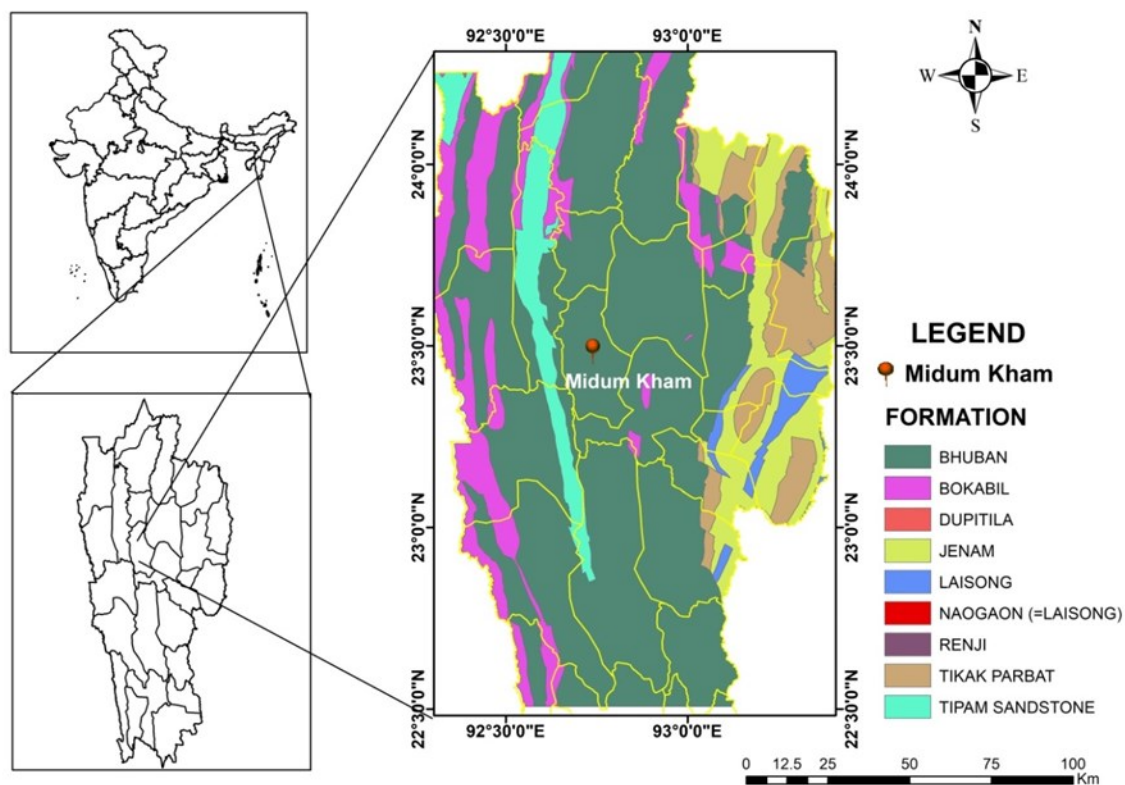 92°30'0"E 93°0'0"E
N
W E
S
24°0'0"N 24°0'0"N
23°30'0"N 23°30'0"N
Midum Kham
23°0'0"N 23°0'0"N
22°30'0"N 22°30'0"N
92°30'0"E 93°0'0"E
LEGEND
Midum Kham
FORMATION
BHUBAN
BOKABIL
DUPITILA
JENAM
LAISONG
NAOGAON (=LAISONG)
RENJI
TIKAK PARBAT
TIPAM SANDSTONE
0 12.5 25 50 75 100
Km